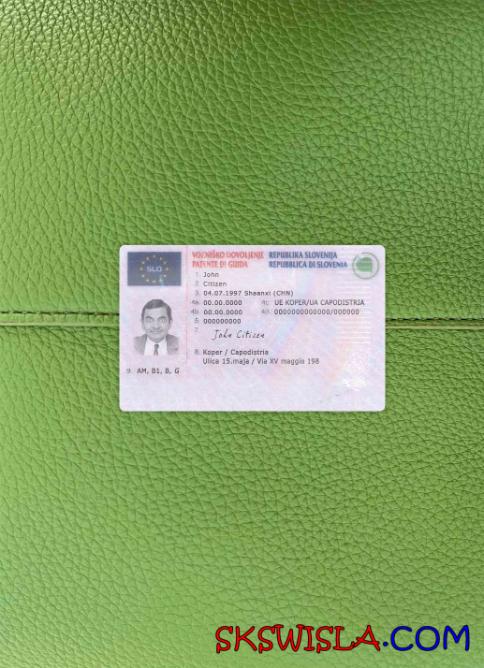 VOZNIŠKO DOVOLJENJE REPUBLIKA SLOVENIJA
PATENTE DI GUIDA REPUBBLICA DI SLOVENIA
SLO
1. John
2. Citizen
3. 04.07.1997 Shaanxi (CHN)
4a. 00.00.0000 4c. UE KOPER/UA CAPODISTRIA
4b. 00.00.0000 4d. 0000000000000/000000
5. 000000000
7. John Citizen
8. Koper / Capodistria
Ulica 15.maja / Via XV maggio 198
9. AM, B1, B, G
SKSWISLA.COM